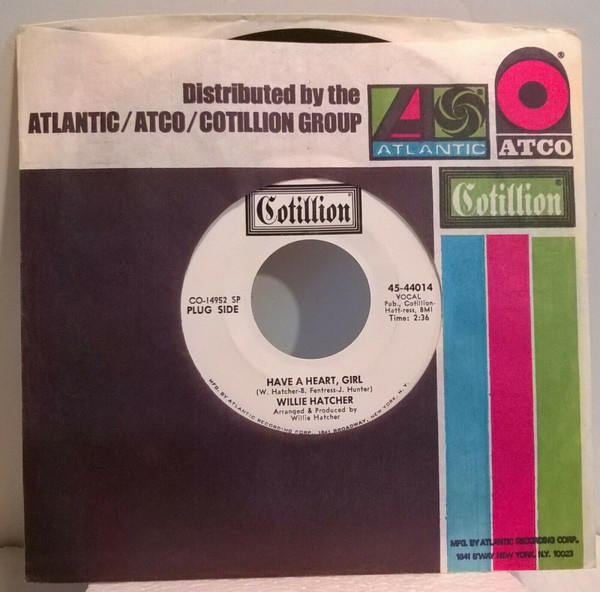 Distributed by the
ATLANTIC/ATCO/COTILLION GROUP
ATLANTIC
ATCO
®
Cotillion®
Cotillion®
CO-14952 SP
PLUG SIDE
45-44014
VOCAL
Pub., Cotillion-
Hatt-ress, BMI
Time: 2:36
HAVE A HEART, GIRL
(W. Hatcher-B. Fentress-J. Hunter)
WILLIE HATCHER
Arranged & Produced by
Willie Hatcher
MFG. BY ATLANTIC RECORDING CORP., 1841 BROADWAY, NEW YORK, N.Y.
MFG. BY ATLANTIC RECORDING CORP.,
1841 B'WAY NEW YORK, N.Y. 10023